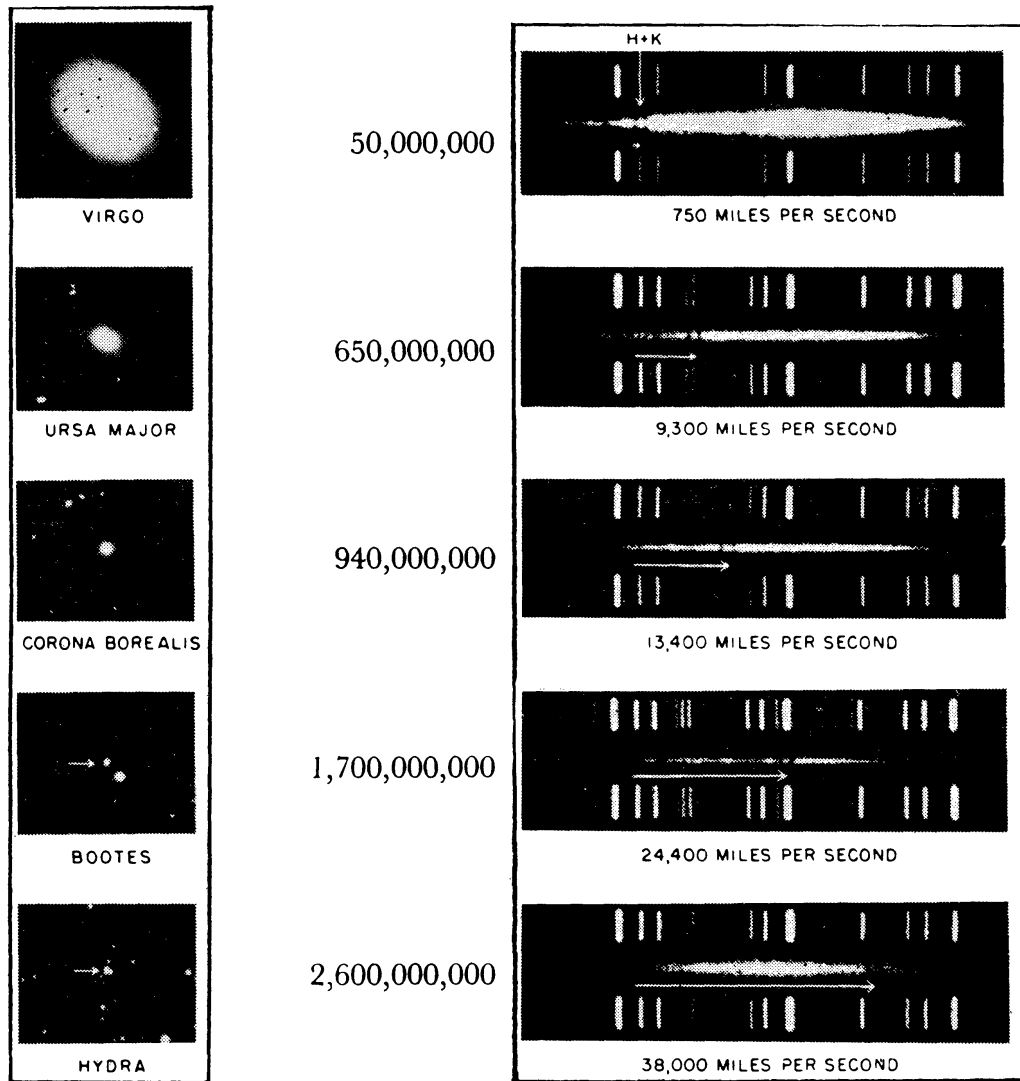 H+K
50,000,000
VIRGO
750 MILES PER SECOND
650,000,000
URSA MAJOR
9,300 MILES PER SECOND
940,000,000
CORONA BOREALIS
13,400 MILES PER SECOND
1,700,000,000
BOOTES
24,400 MILES PER SECOND
2,600,000,000
HYDRA
38,000 MILES PER SECOND